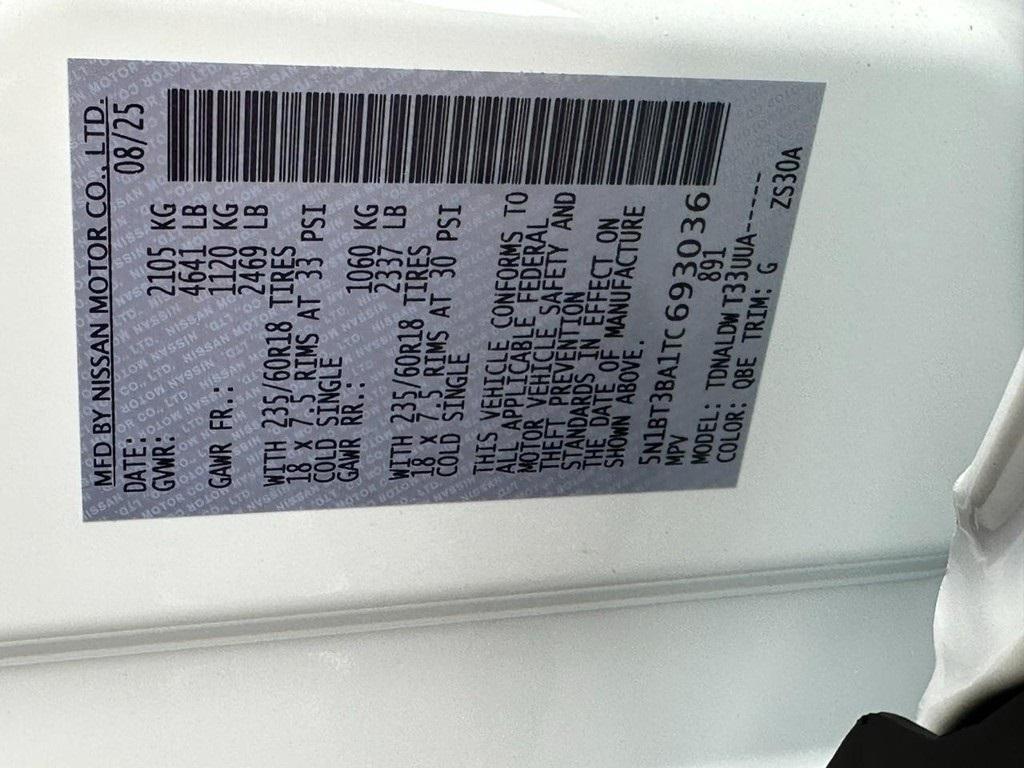 MFD BY NISSAN MOTOR CO., LTD.
DATE: 08/25
GVWR: 2105 KG
4641 LB
GAWR FR.: 1120 KG
2469 LB
WITH 235/60R18 TIRES
18 X 7.5 RIMS AT 33 PSI
COLD SINGLE
GAWR RR.: 1060 KG
2337 LB
WITH 235/60R18 TIRES
18 X 7.5 RIMS AT 30 PSI
COLD SINGLE
THIS VEHICLE CONFORMS TO
ALL APPLICABLE FEDERAL
MOTOR VEHICLE SAFETY AND
THEFT PREVENTION
STANDARDS IN EFFECT ON
THE DATE OF MANUFACTURE
SHOWN ABOVE.
5N1BT3BA1TC693036
MPV 891
MODEL: TDNALDWT33UUA-----
COLOR: QBE TRIM: G ZS30A